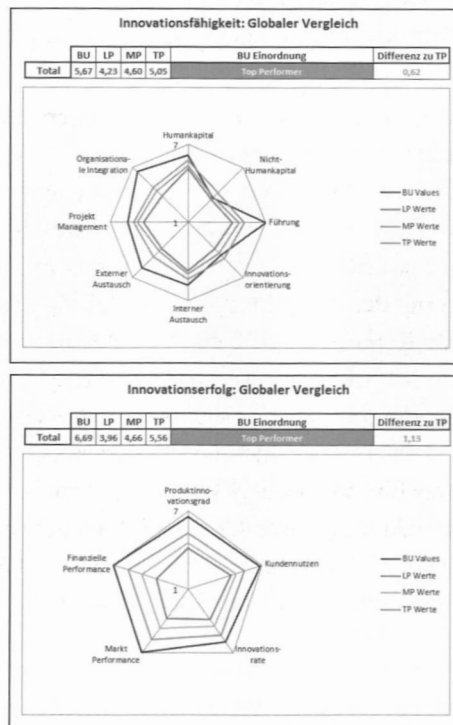 Innovationsfähigkeit: Globaler Vergleich
BU LP MP TP BU Einordnung Differenz zu TP
Total 5,67 4,23 4,60 5,05 Top Performer 0,62
Humankapital
7
Organisationa-
le Integration
Nicht-
Humankapital
Projekt
Management
1
Führung
Externer
Austausch
Innovations-
orientierung
Interner
Austausch
BU Values
LP Werte
MP Werte
TP Werte
Innovationserfolg: Globaler Vergleich
BU LP MP TP BU Einordnung Differenz zu TP
Total 6,69 3,96 4,66 5,56 Top Performer 1,13
Produktinno-
vationsgrad
7
Finanzielle
Performance
Kundennutzen
1
Markt
Performance
Innovations-
rate
BU Values
LP Werte
MP Werte
TP Werte